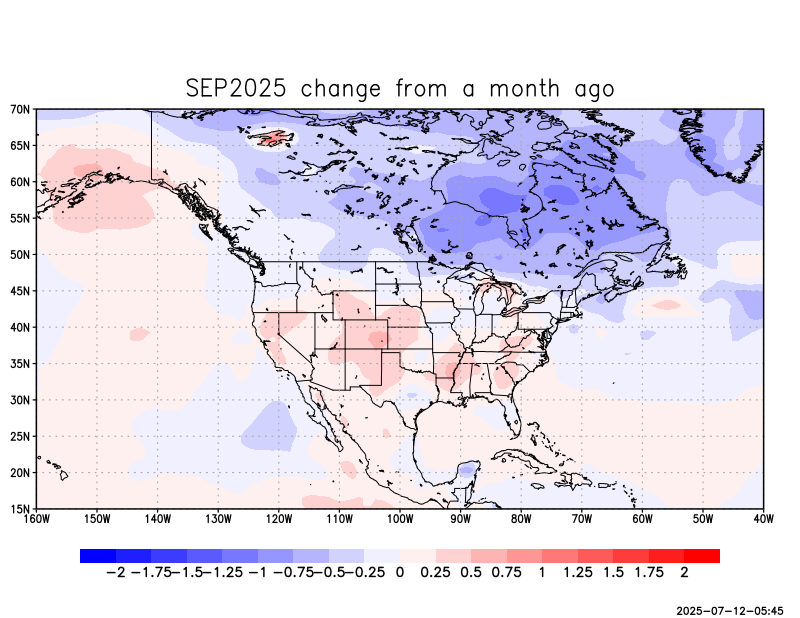 SEP2025 change from a month ago
70N
65N
60N
55N
50N
45N
40N
35N
30N
25N
20N
15N
160W 150W 140W 130W 120W 110W 100W 90W 80W 70W 60W 50W 40W
−2 −1.75 −1.5 −1.25 −1 −0.75 −0.5 −0.25 0 0.25 0.5 0.75 1 1.25 1.5 1.75 2
2025-07-12-05:45